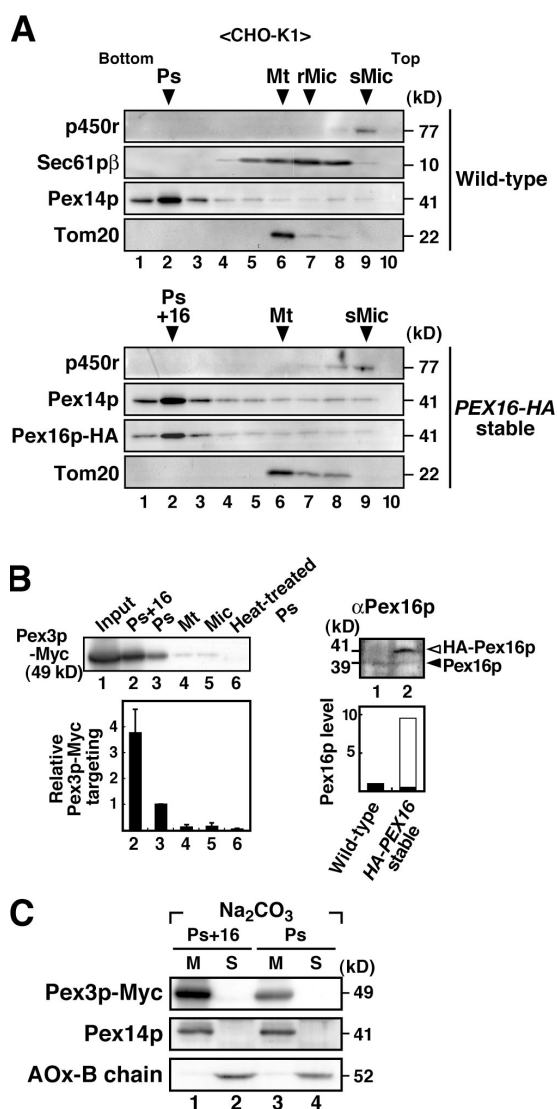 A
<CHO-K1>
Bottom Top
Ps Mt rMic sMic
(kD)
p450r 77
Sec61pβ 10
Pex14p 41
Tom20 22
Wild-type
1 2 3 4 5 6 7 8 9 10
Ps
+16 Mt sMic
(kD)
p450r 77
Pex14p 41
Pex16p-HA 41
Tom20 22
PEX16-HA
stable
1 2 3 4 5 6 7 8 9 10
B
Input Ps+16 Ps Mt Mic Heat-treated Ps
Pex3p
-Myc
(49 kD)
1 2 3 4 5 6
Relative
Pex3p-Myc
targeting
4
3
2
1
2 3 4 5 6
αPex16p
(kD)
41 HA-Pex16p
39 Pex16p
1 2
Pex16p level
10
5
Wild-type
HA-PEX16
stable
C
Na2CO3
Ps+16 Ps
M S M S (kD)
Pex3p-Myc 49
Pex14p 41
AOx-B chain 52
1 2 3 4